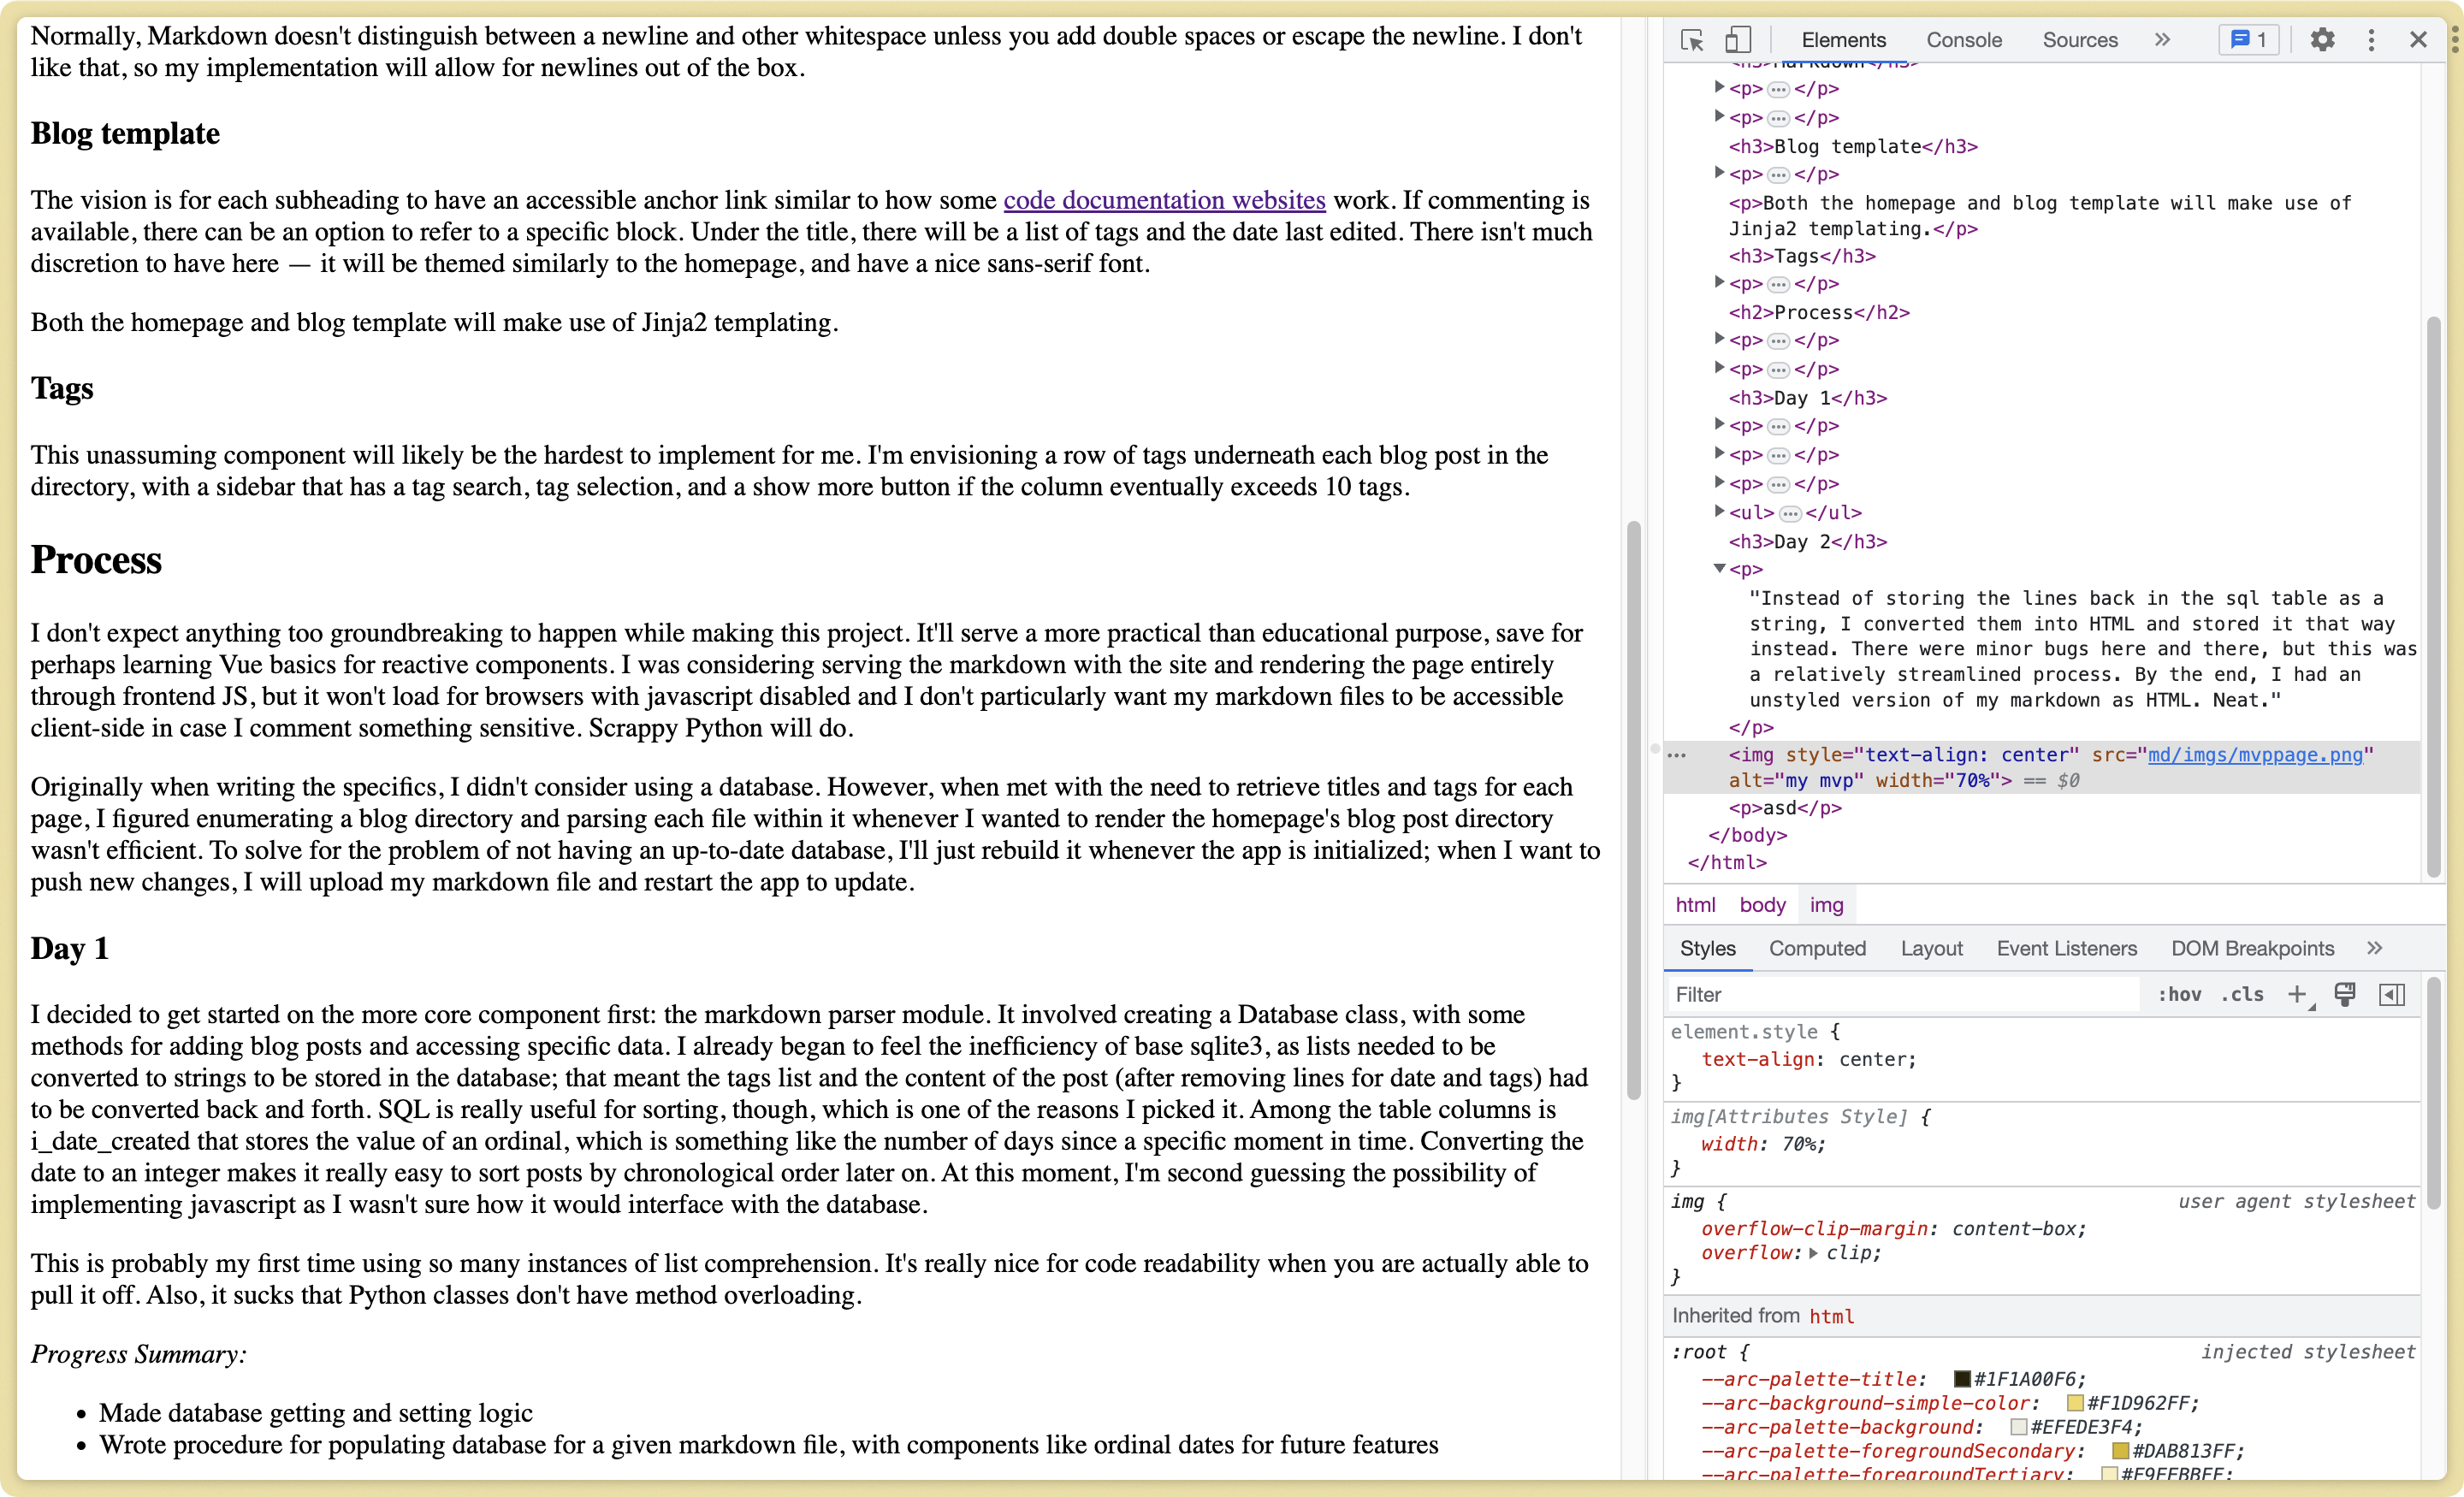 Normally, Markdown doesn't distinguish between a newline and other whitespace unless you add double spaces or escape the newline. I don't
like that, so my implementation will allow for newlines out of the box.
Blog template
The vision is for each subheading to have an accessible anchor link similar to how some code documentation websites work. If commenting is
available, there can be an option to refer to a specific block. Under the title, there will be a list of tags and the date last edited. There isn't much
discretion to have here — it will be themed similarly to the homepage, and have a nice sans-serif font.
Both the homepage and blog template will make use of Jinja2 templating.
Tags
This unassuming component will likely be the hardest to implement for me. I'm envisioning a row of tags underneath each blog post in the
directory, with a sidebar that has a tag search, tag selection, and a show more button if the column eventually exceeds 10 tags.
Process
I don't expect anything too groundbreaking to happen while making this project. It'll serve a more practical than educational purpose, save for
perhaps learning Vue basics for reactive components. I was considering serving the markdown with the site and rendering the page entirely
through frontend JS, but it won't load for browsers with javascript disabled and I don't particularly want my markdown files to be accessible
client-side in case I comment something sensitive. Scrappy Python will do.
Originally when writing the specifics, I didn't consider using a database. However, when met with the need to retrieve titles and tags for each
page, I figured enumerating a blog directory and parsing each file within it whenever I wanted to render the homepage's blog post directory
wasn't efficient. To solve for the problem of not having an up-to-date database, I'll just rebuild it whenever the app is initialized; when I want to
push new changes, I will upload my markdown file and restart the app to update.
Day 1
I decided to get started on the more core component first: the markdown parser module. It involved creating a Database class, with some
methods for adding blog posts and accessing specific data. I already began to feel the inefficiency of base sqlite3, as lists needed to be
converted to strings to be stored in the database; that meant the tags list and the content of the post (after removing lines for date and tags) had
to be converted back and forth. SQL is really useful for sorting, though, which is one of the reasons I picked it. Among the table columns is
i_date_created that stores the value of an ordinal, which is something like the number of days since a specific moment in time. Converting the
date to an integer makes it really easy to sort posts by chronological order later on. At this moment, I'm second guessing the possibility of
implementing javascript as I wasn't sure how it would interface with the database.
This is probably my first time using so many instances of list comprehension. It's really nice for code readability when you are actually able to
pull it off. Also, it sucks that Python classes don't have method overloading.
Progress Summary:
• Made database getting and setting logic
• Wrote procedure for populating database for a given markdown file, with components like ordinal dates for future features
Elements Console Sources » 1
<h3>Markdown</h3>
<p>…</p>
<p>…</p>
<h3>Blog template</h3>
<p>…</p>
<p>Both the homepage and blog template will make use of
Jinja2 templating.</p>
<h3>Tags</h3>
<p>…</p>
<h2>Process</h2>
<p>…</p>
<p>…</p>
<h3>Day 1</h3>
<p>…</p>
<p>…</p>
<p>…</p>
<ul>…</ul>
<h3>Day 2</h3>
<p>
"Instead of storing the lines back in the sql table as a
string, I converted them into HTML and stored it that way
instead. There were minor bugs here and there, but this was
a relatively streamlined process. By the end, I had an
unstyled version of my markdown as HTML. Neat."
</p>
<img style="text-align: center" src="md/imgs/mvppage.png"
alt="my mvp" width="70%"> == $0
<p>asd</p>
</body>
</html>
html body img
Styles Computed Layout Event Listeners DOM Breakpoints »
Filter :hov .cls +
element.style {
text-align: center;
}
img[Attributes Style] {
width: 70%;
}
img { user agent stylesheet
overflow-clip-margin: content-box;
overflow: clip;
}
Inherited from html
:root { injected stylesheet
--arc-palette-title: #1F1A00F6;
--arc-background-simple-color: #F1D962FF;
--arc-palette-background: #EFEDE3F4;
--arc-palette-foregroundSecondary: #DAB813FF;
--arc-palette-foregroundTertiary: